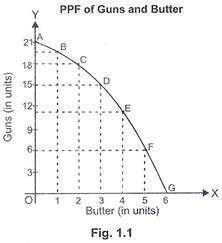 PPF of Guns and Butter
Y
21 A
B
18 C
15 D
12 E
9
6 F
3
G
O 1 2 3 4 5 6 X
Guns (in units)
Butter (in units)
Fig. 1.1